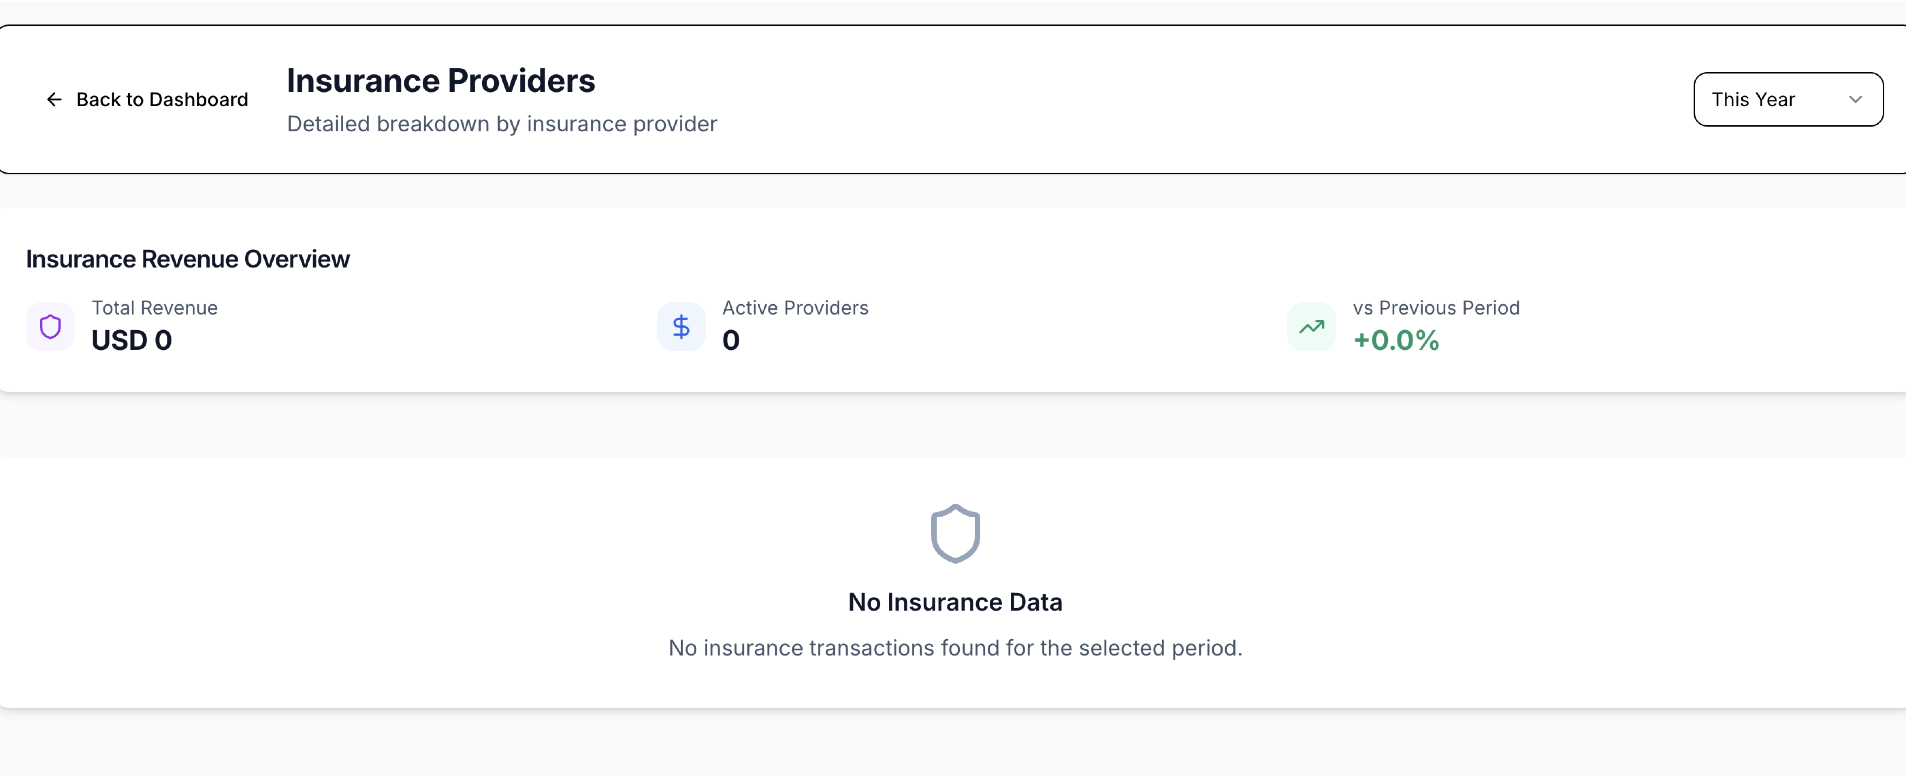 Back to Dashboard
Insurance Providers
Detailed breakdown by insurance provider
This Year
Insurance Revenue Overview
Total Revenue
USD 0
Active Providers
0
vs Previous Period
+0.0%
No Insurance Data
No insurance transactions found for the selected period.